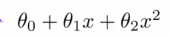 θ₀ + θ₁x + θ₂x²